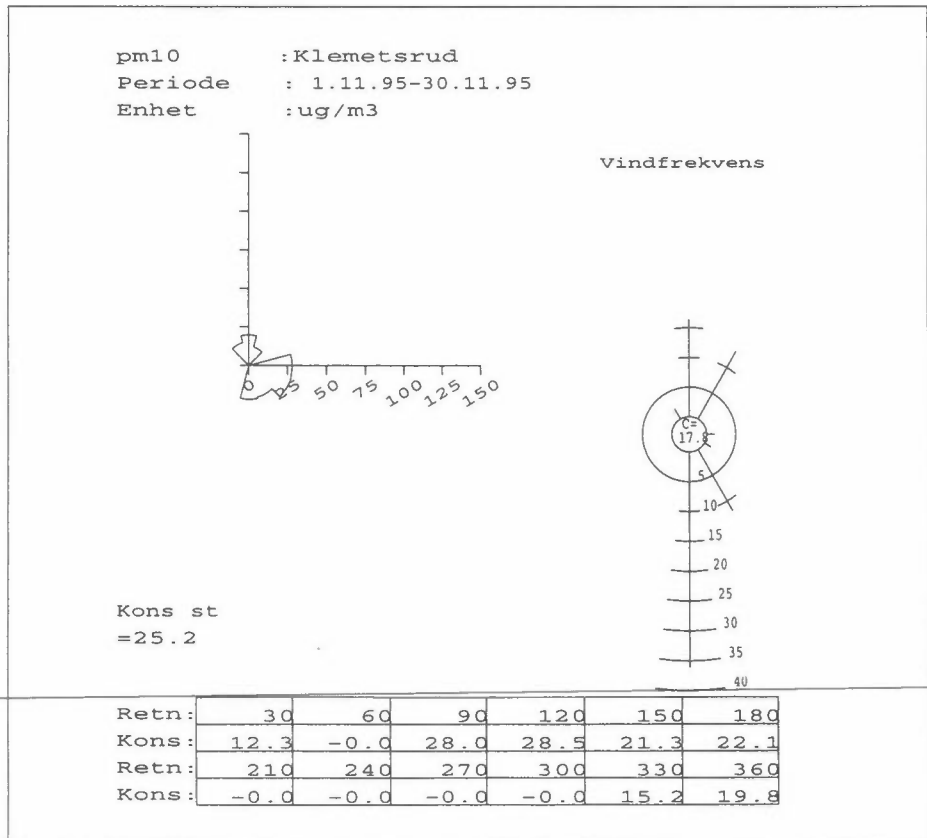 pm10 :Klemetsrud
Periode : 1.11.95-30.11.95
Enhet :ug/m3
Vindfrekvens
0 25 50 75 100 125 150
C=
17.8
5
10
15
20
25
30
35
40
Kons st
=25.2
Retn: 30 60 90 120 150 180
Kons: 12.3 -0.0 28.0 28.5 21.3 22.1
Retn: 210 240 270 300 330 360
Kons: -0.0 -0.0 -0.0 -0.0 15.2 19.8